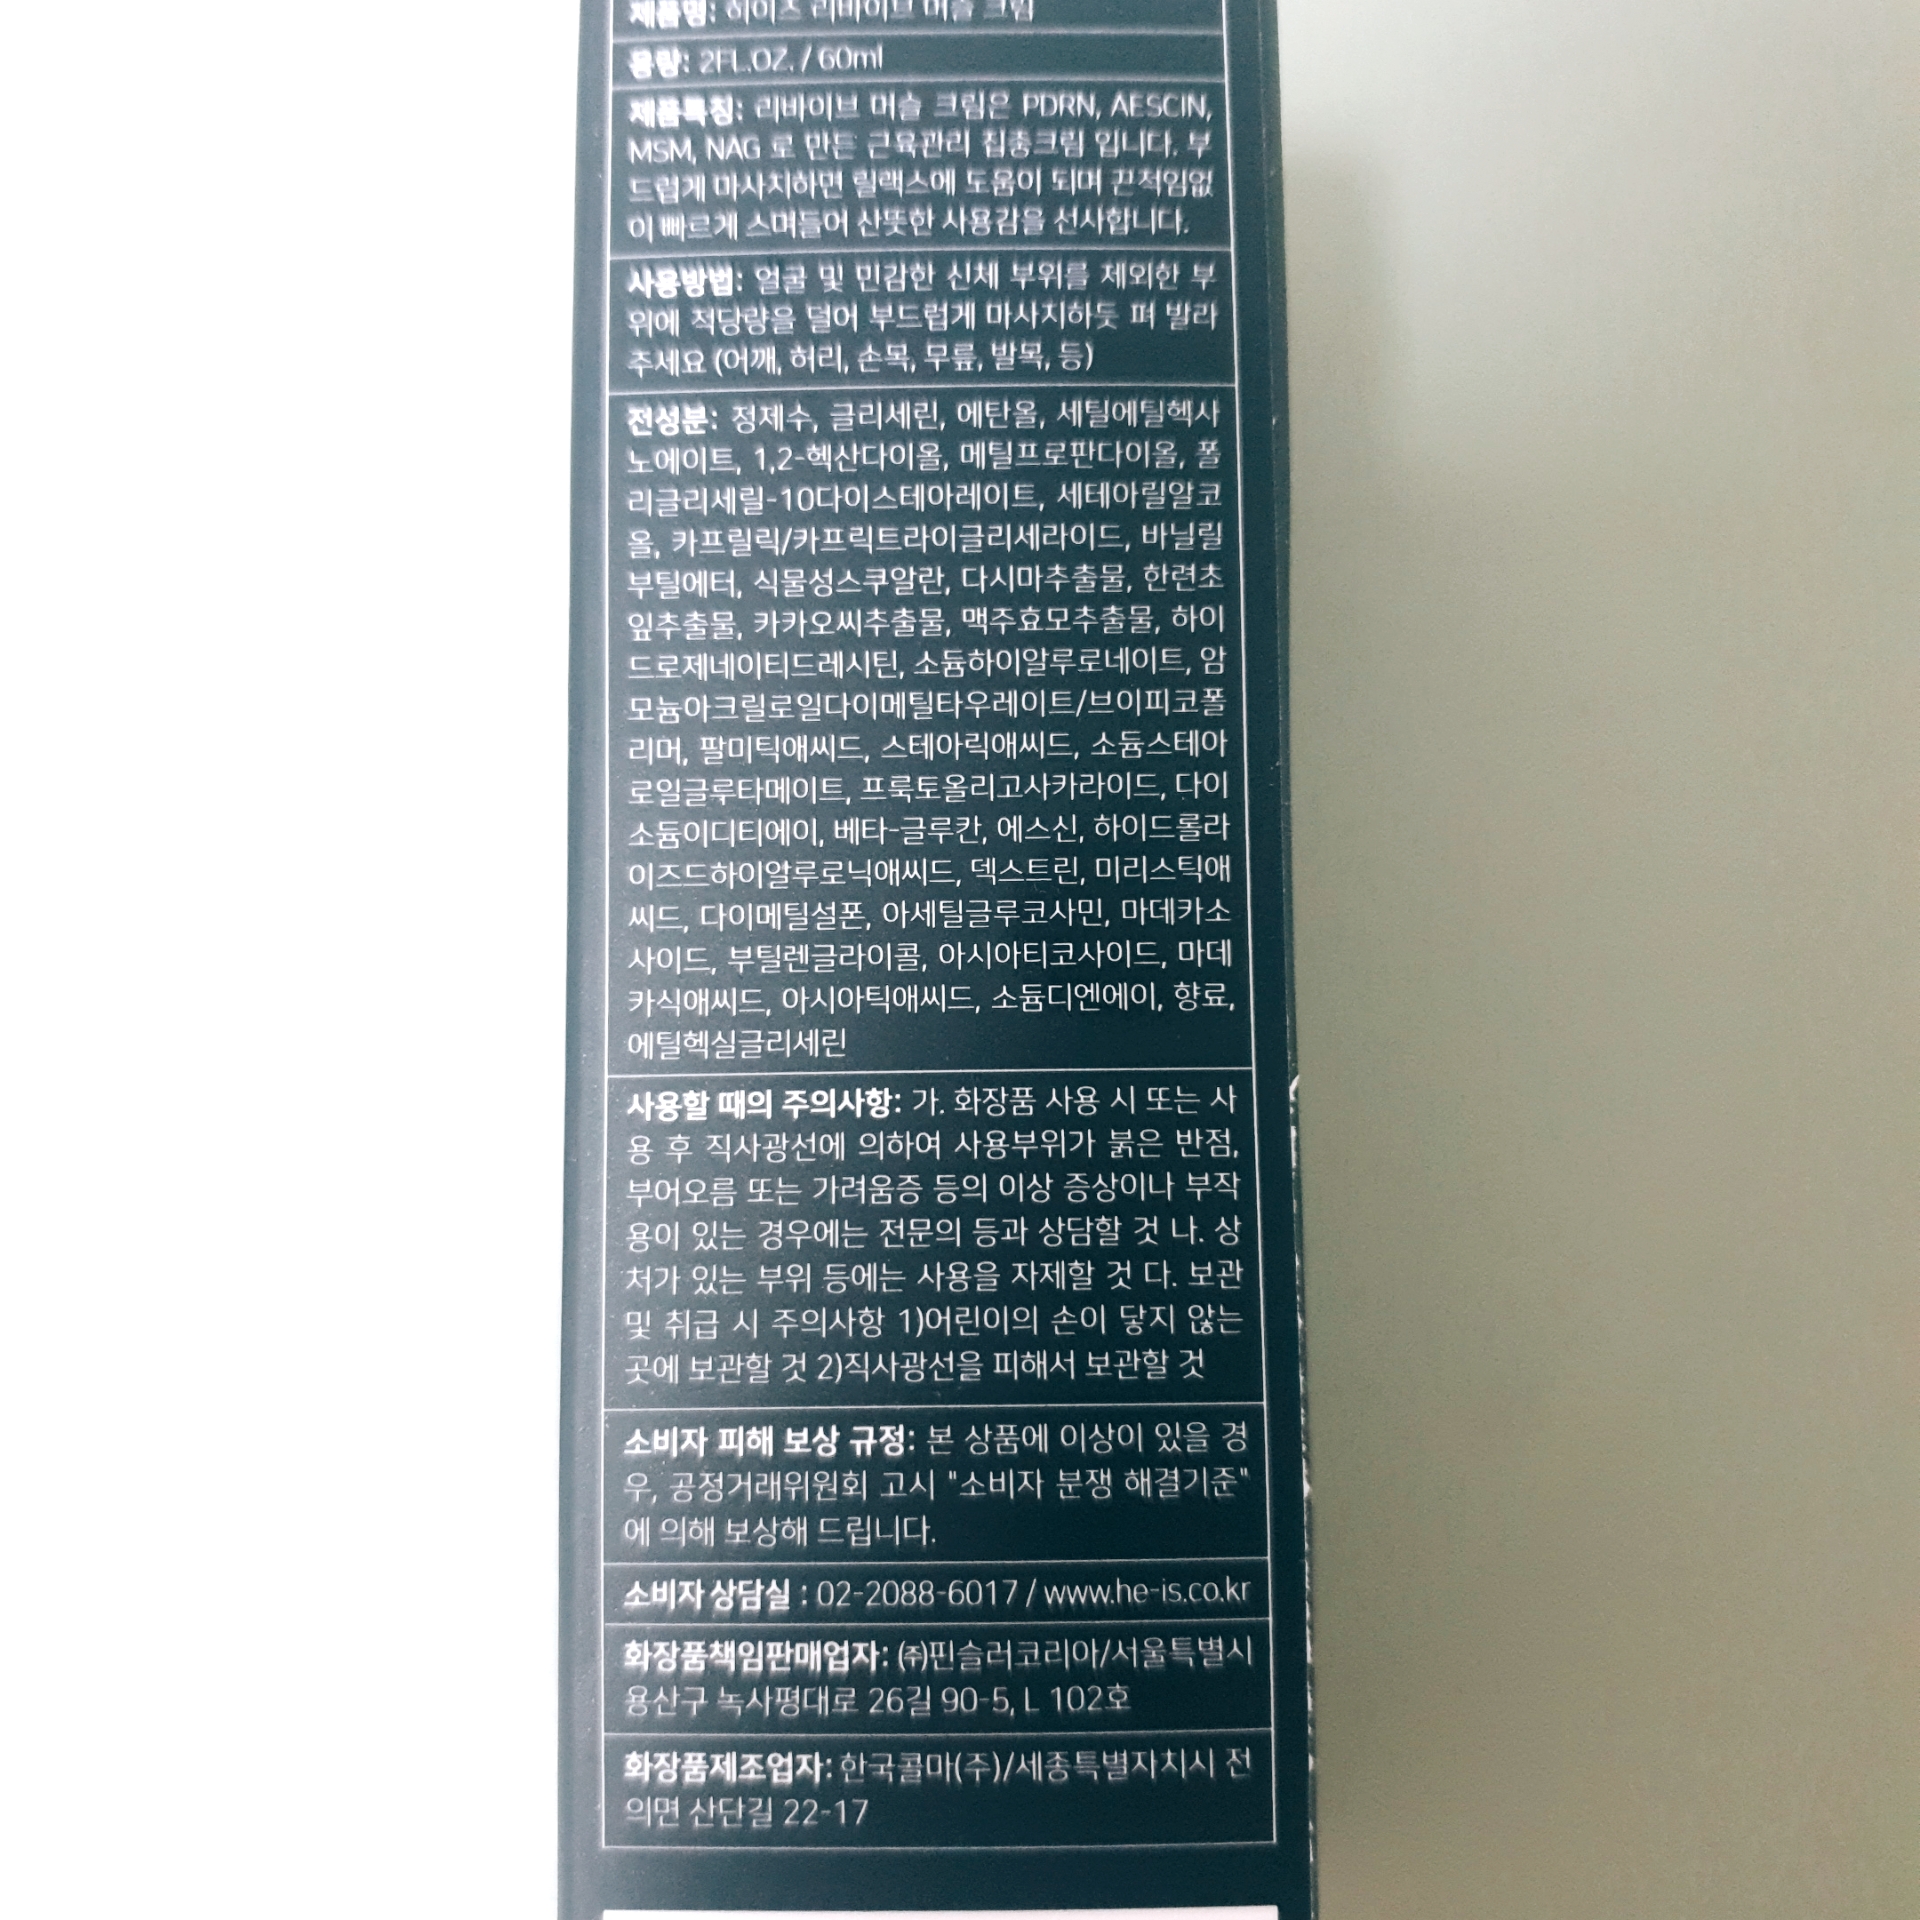 제품명: 히이즈 리바이브 머슬 크림
용량: 2FL.OZ. / 60ml
제품특징: 리바이브 머슬 크림은 PDRN, AESCIN,
MSM, NAG 로 만든 근육관리 집중크림 입니다. 부
드럽게 마사지하면 릴랙스에 도움이 되며 끈적임없
이 빠르게 스며들어 산뜻한 사용감을 선사합니다.
사용방법: 얼굴 및 민감한 신체 부위를 제외한 부
위에 적당량을 덜어 부드럽게 마사지하듯 펴 발라
주세요 (어깨, 허리, 손목, 무릎, 발목, 등)
전성분: 정제수, 글리세린, 에탄올, 세틸에틸헥사
노에이트, 1,2-헥산다이올, 메틸프로판다이올, 폴
리글리세릴-10다이스테아레이트, 세테아릴알코
올, 카프릴릭/카프릭트라이글리세라이드, 바닐릴
부틸에터, 식물성스쿠알란, 다시마추출물, 한련초
잎추출물, 카카오씨추출물, 맥주효모추출물, 하이
드로제네이티드레시틴, 소듐하이알루로네이트, 암
모늄아크릴로일다이메틸타우레이트/브이피코폴
리머, 팔미틱애씨드, 스테아릭애씨드, 소듐스테아
로일글루타메이트, 프룩토올리고사카라이드, 다이
소듐이디티에이, 베타-글루칸, 에스신, 하이드롤라
이즈드하이알루로닉애씨드, 덱스트린, 미리스틱애
씨드, 다이메틸설폰, 아세틸글루코사민, 마데카소
사이드, 부틸렌글라이콜, 아시아티코사이드, 마데
카식애씨드, 아시아틱애씨드, 소듐디엔에이, 향료,
에틸헥실글리세린
사용할 때의 주의사항: 가. 화장품 사용 시 또는 사
용 후 직사광선에 의하여 사용부위가 붉은 반점,
부어오름 또는 가려움증 등의 이상 증상이나 부작
용이 있는 경우에는 전문의 등과 상담할 것 나. 상
처가 있는 부위 등에는 사용을 자제할 것 다. 보관
및 취급 시 주의사항 1)어린이의 손이 닿지 않는
곳에 보관할 것 2)직사광선을 피해서 보관할 것
소비자 피해 보상 규정: 본 상품에 이상이 있을 경
우, 공정거래위원회 고시 "소비자 분쟁 해결기준"
에 의해 보상해 드립니다.
소비자 상담실 : 02-2088-6017 / www.he-is.co.kr
화장품책임판매업자: ㈜핀슬러코리아/서울특별시
용산구 녹사평대로 26길 90-5, L 102호
화장품제조업자: 한국콜마(주)/세종특별자치시 전
의면 산단길 22-17